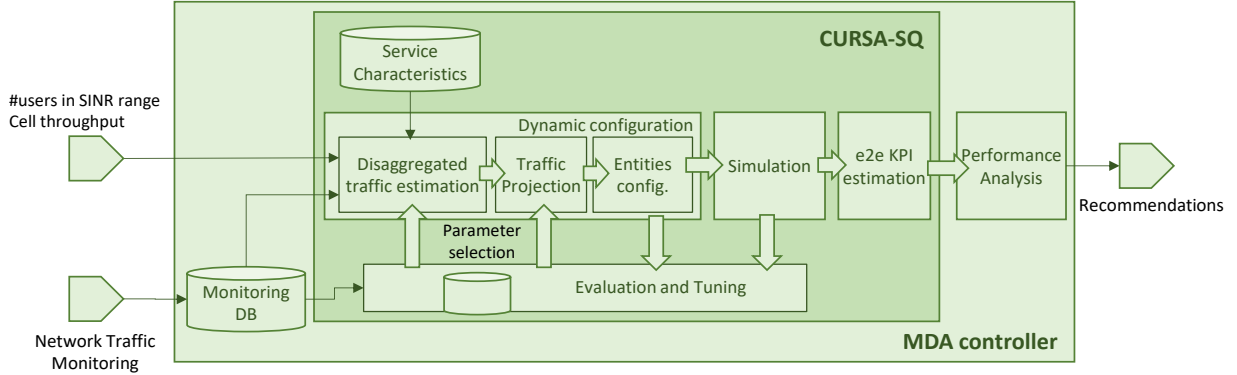 CURSA-SQ
Service
Characteristics
#users in SINR range
Cell throughput
Dynamic configuration
Disaggregated
traffic estimation
Traffic
Projection
Entities
config.
Simulation
e2e KPI
estimation
Performance
Analysis
Recommendations
Parameter
selection
Monitoring
DB
Evaluation and Tuning
Network Traffic
Monitoring
MDA controller